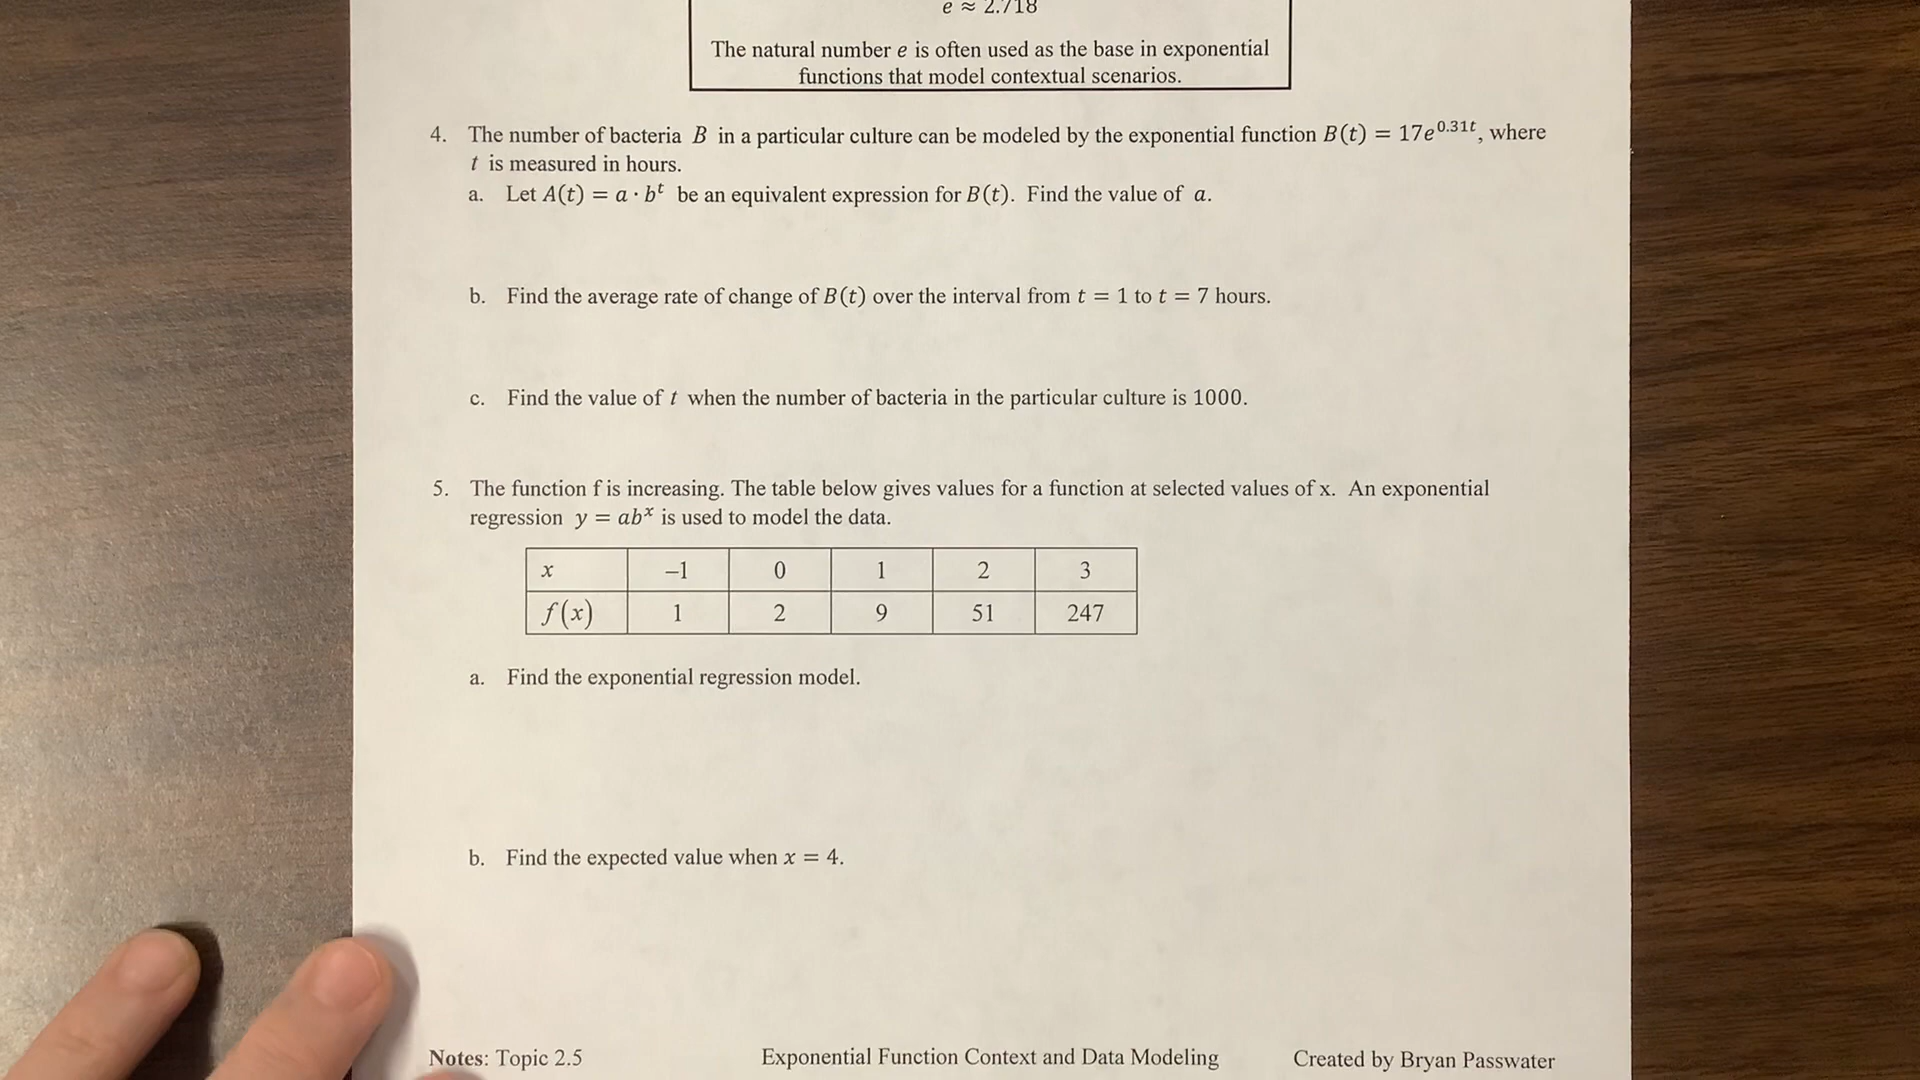 e ≈ 2.718
The natural number e is often used as the base in exponential
functions that model contextual scenarios.
4. The number of bacteria B in a particular culture can be modeled by the exponential function B(t) = 17e^0.31t, where
t is measured in hours.
a. Let A(t) = a · b^t be an equivalent expression for B(t). Find the value of a.
b. Find the average rate of change of B(t) over the interval from t = 1 to t = 7 hours.
c. Find the value of t when the number of bacteria in the particular culture is 1000.
5. The function f is increasing. The table below gives values for a function at selected values of x. An exponential
regression y = ab^x is used to model the data.
x –1 0 1 2 3
f(x) 1 2 9 51 247
a. Find the exponential regression model.
b. Find the expected value when x = 4.
Notes: Topic 2.5 Exponential Function Context and Data Modeling Created by Bryan Passwater